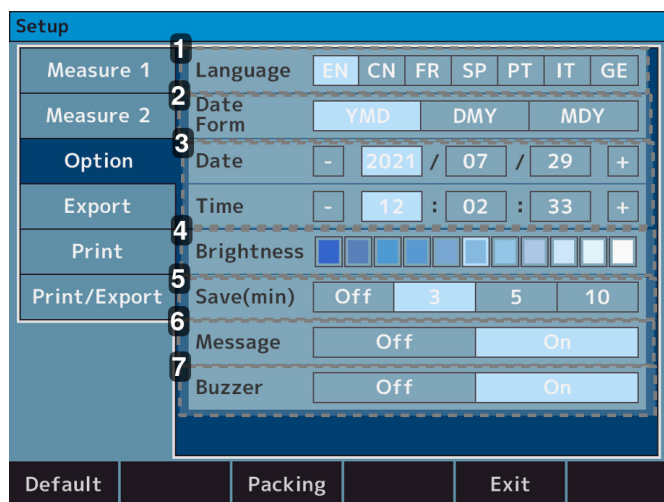 Setup
Measure 1
Measure 2
Option
Export
Print
Print/Export
1
Language EN CN FR SP PT IT GE
2
Date
Form YMD DMY MDY
3
Date - 2021 / 07 / 29 +
Time - 12 : 02 : 33 +
4
Brightness
5
Save(min) Off 3 5 10
6
Message Off On
7
Buzzer Off On
Default Packing Exit